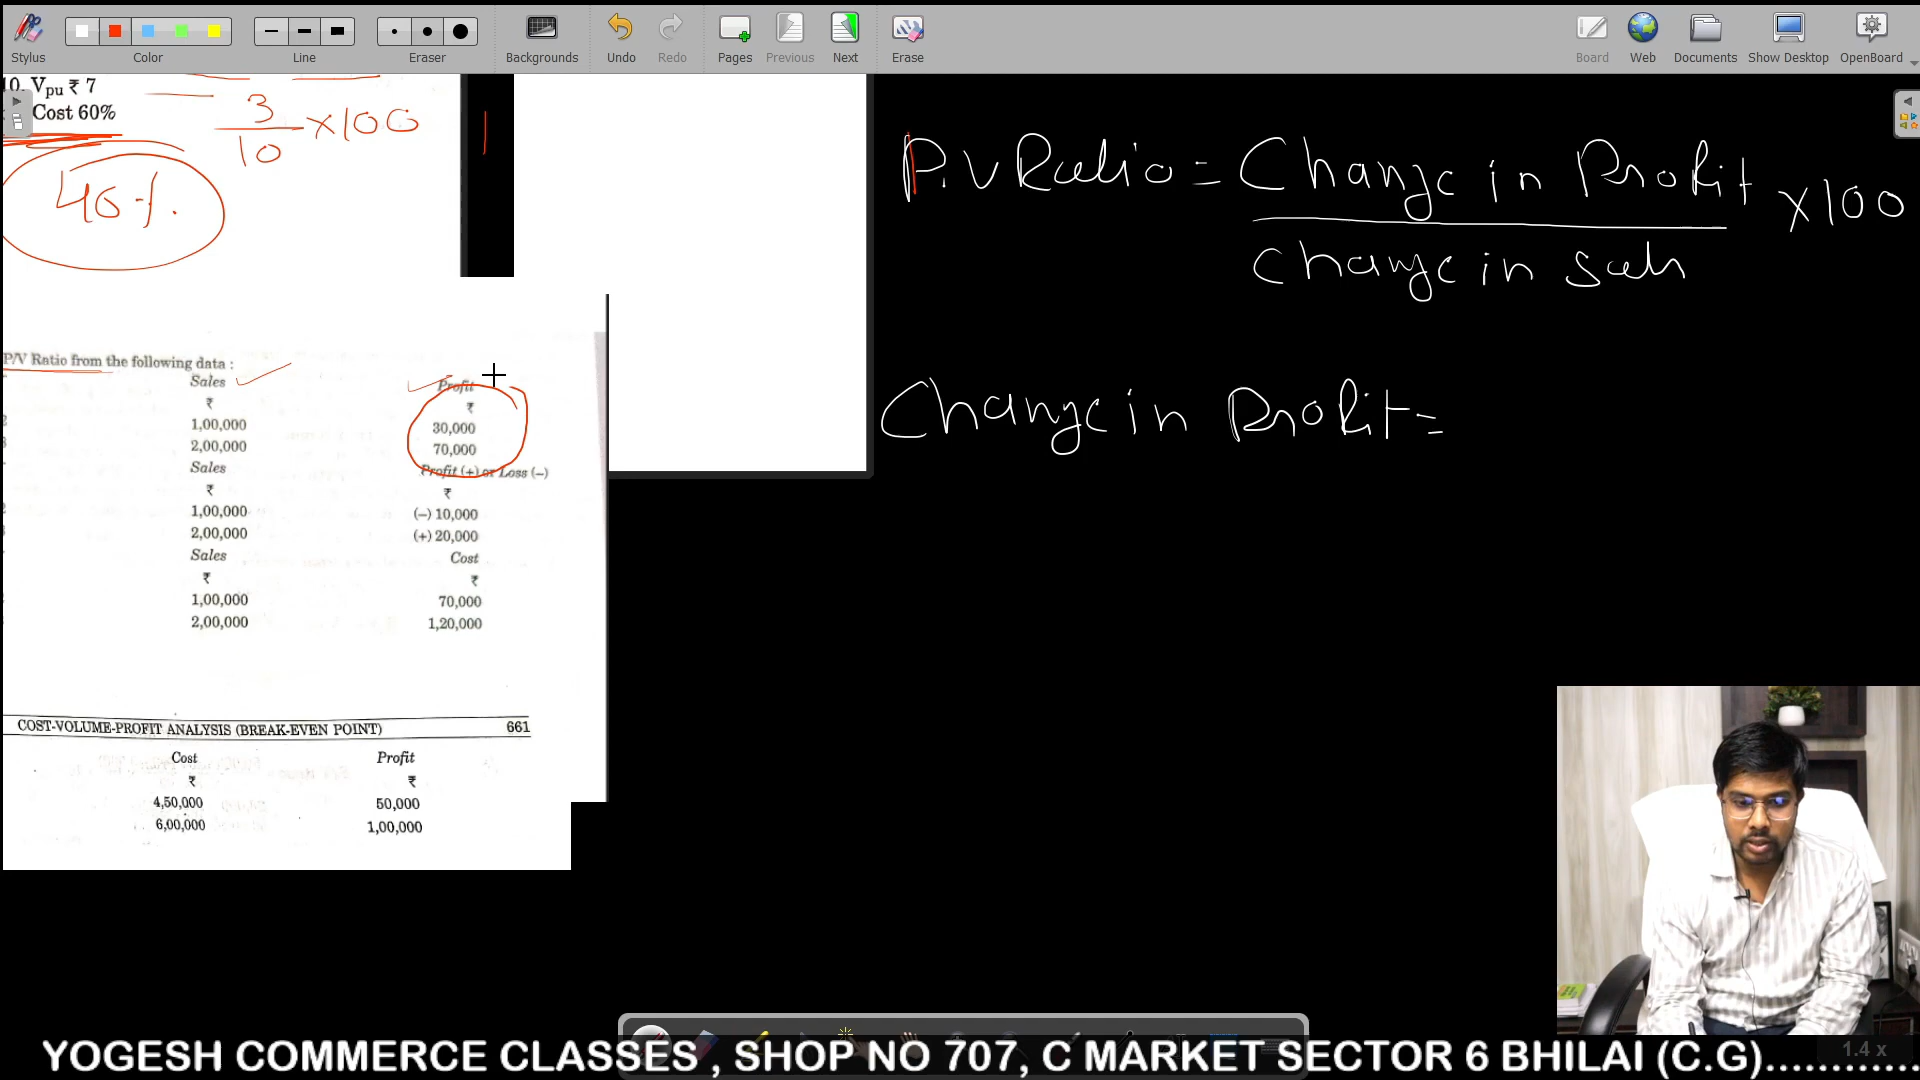 Stylus
Color
Line
Eraser
Backgrounds
Undo
Redo
Pages
Previous
Next
Erase
Board
Web
Documents
Show Desktop
OpenBoard
10. Vpu ₹ 7
Cost 60%
3
10
×100
40%.
P.V Ratio = Change in Profit ×100
Change in Sales
Change in Profit =
P/V Ratio from the following data :
Sales Profit
₹ ₹
1,00,000 30,000
2,00,000 70,000
Sales Profit (+) or Loss (–)
₹ ₹
1,00,000 (–) 10,000
2,00,000 (+) 20,000
Sales Cost
₹ ₹
1,00,000 70,000
2,00,000 1,20,000
COST-VOLUME-PROFIT ANALYSIS (BREAK-EVEN POINT) 661
Cost Profit
₹ ₹
4,50,000 50,000
6,00,000 1,00,000
1.4 x
YOGESH COMMERCE CLASSES , SHOP NO 707, C MARKET SECTOR 6 BHILAI (C.G)............